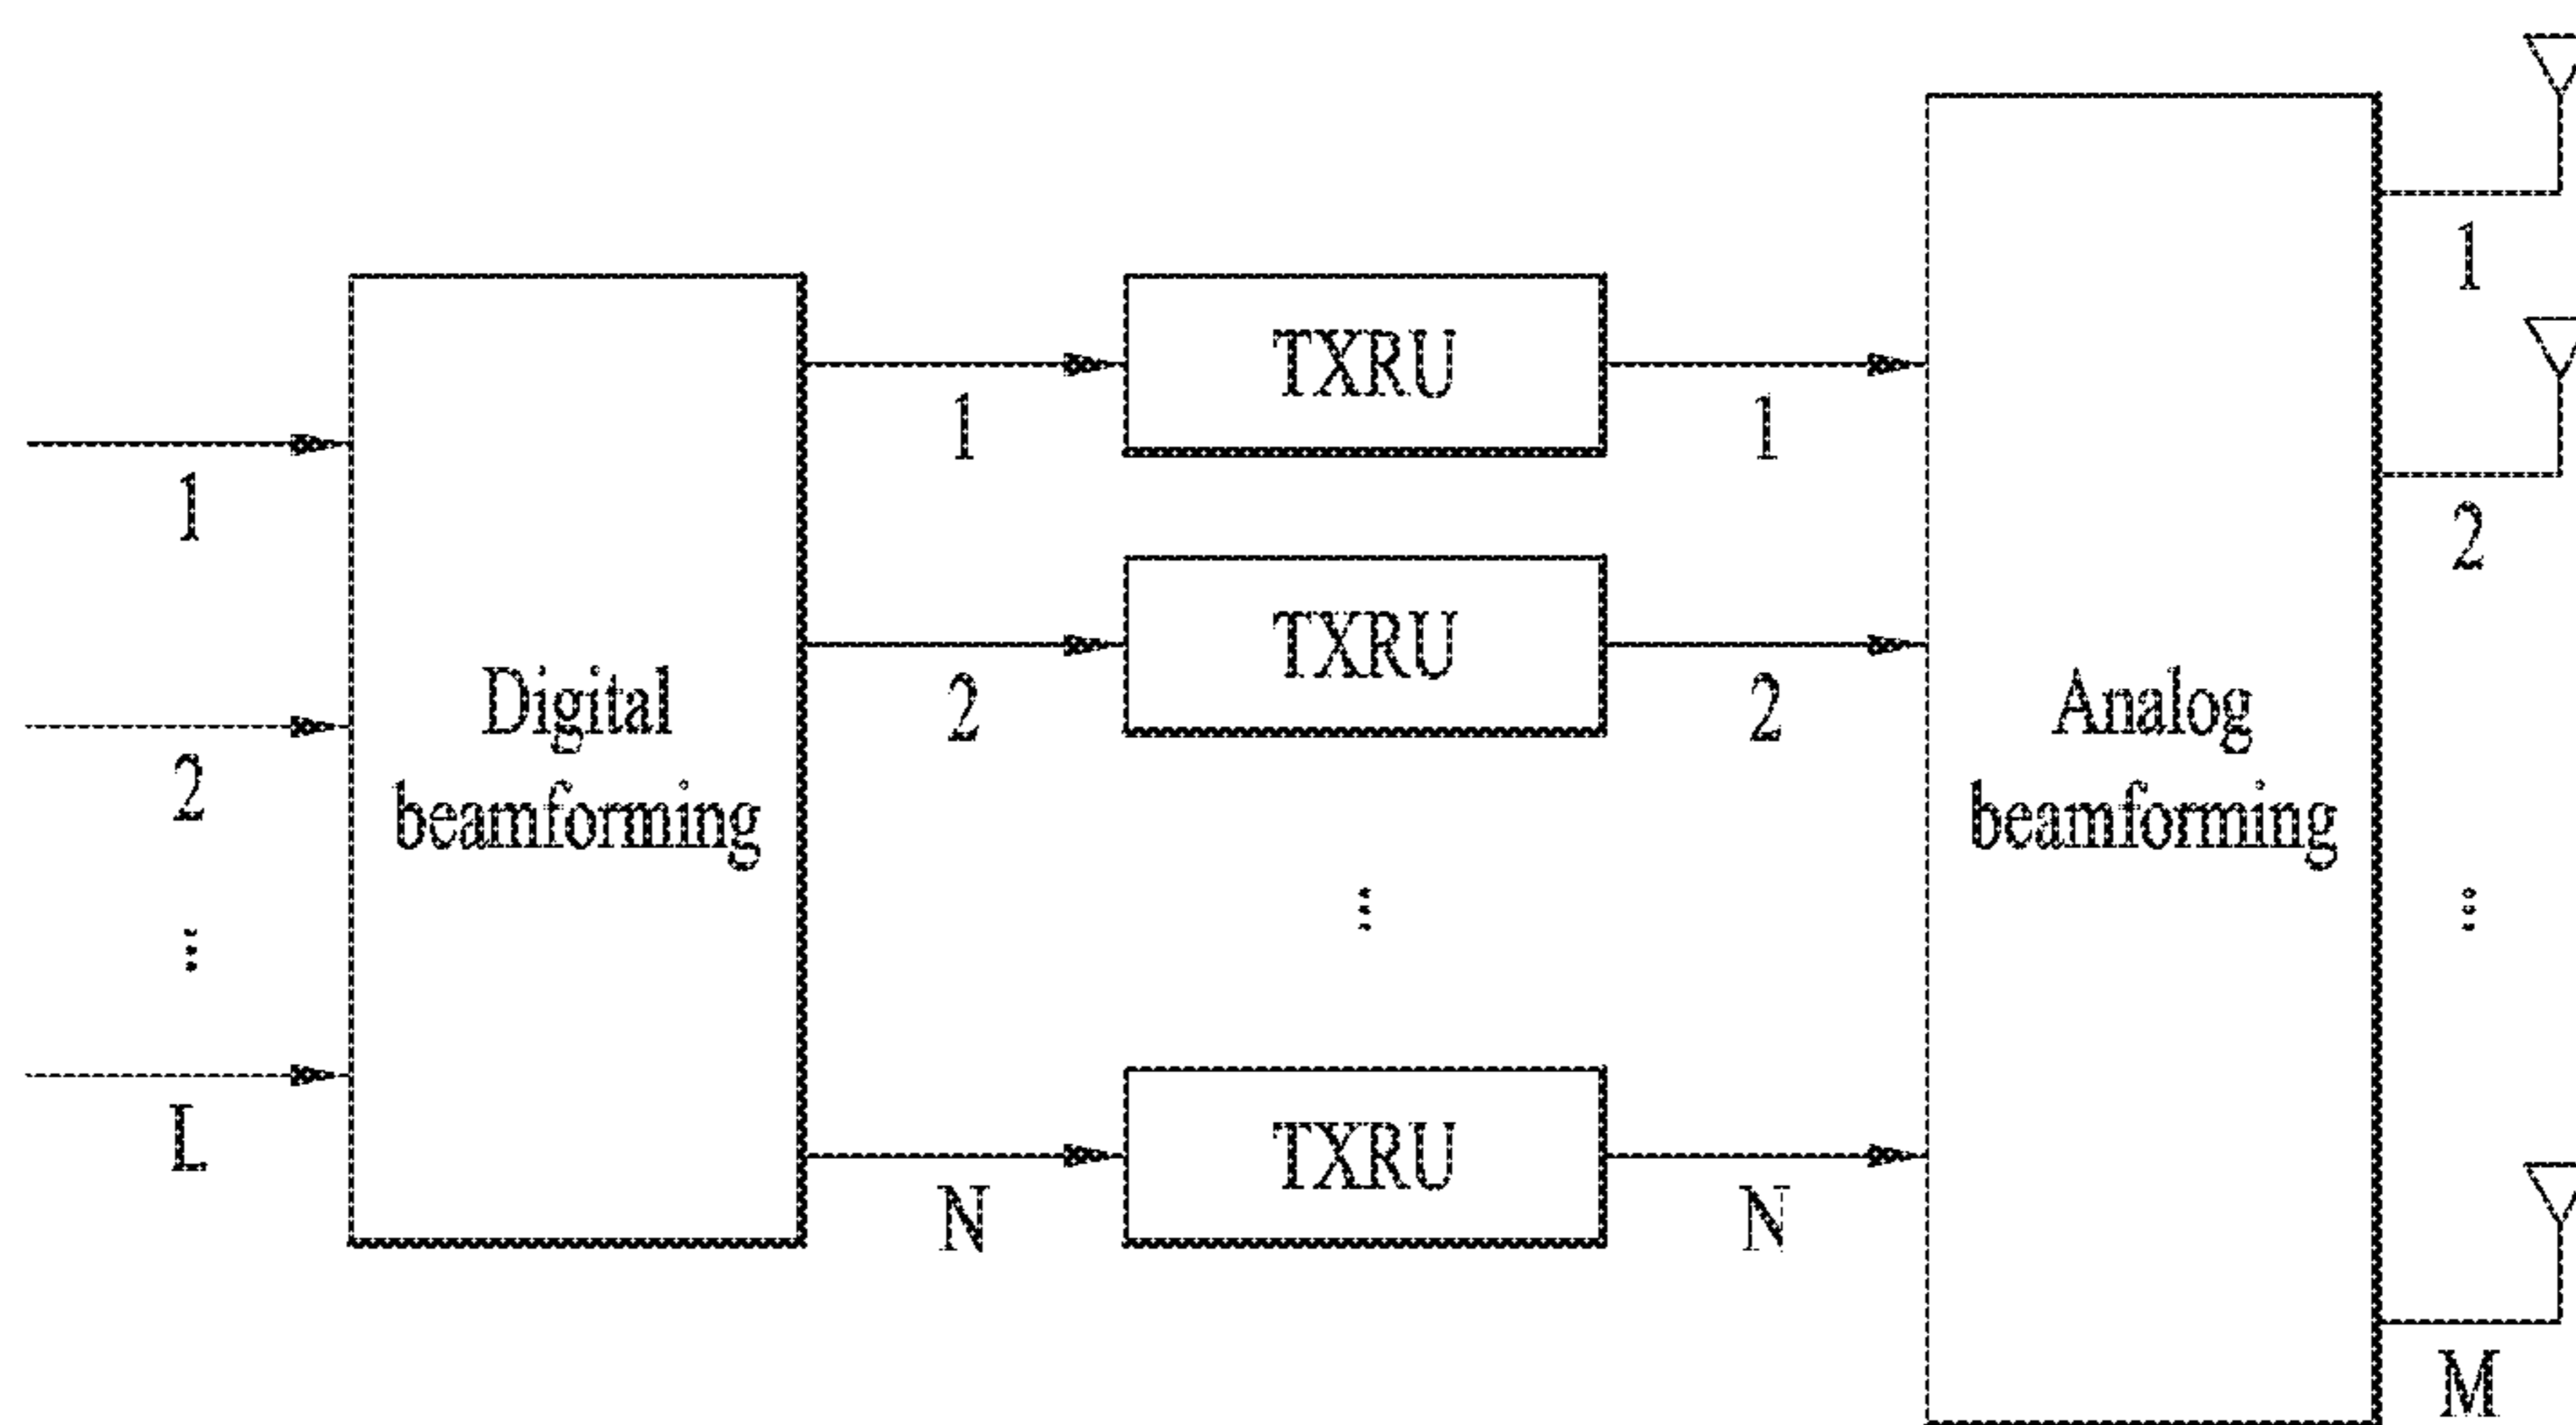 1
2
⋮
L
Digital
beamforming
1
2
N
TXRU
TXRU
⋮
TXRU
1
2
N
Analog
beamforming
1
2
⋮
M